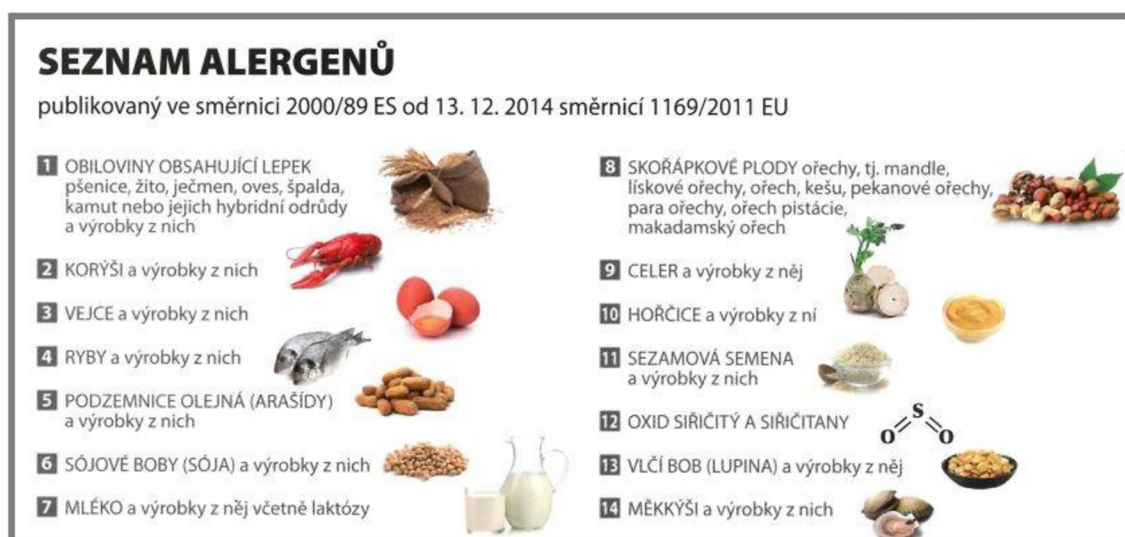 SEZNAM ALERGENŮ
publikovaný ve směrnici 2000/89 ES od 13. 12. 2014 směrnicí 1169/2011 EU
1 OBILOVINY OBSAHUJÍCÍ LEPEK
pšenice, žito, ječmen, oves, špalda,
kamut nebo jejich hybridní odrůdy
a výrobky z nich
2 KORÝŠI a výrobky z nich
3 VEJCE a výrobky z nich
4 RYBY a výrobky z nich
5 PODZEMNICE OLEJNÁ (ARAŠÍDY)
a výrobky z nich
6 SÓJOVÉ BOBY (SÓJA) a výrobky z nich
7 MLÉKO a výrobky z něj včetně laktózy
8 SKOŘÁPKOVÉ PLODY ořechy, tj. mandle,
lískové ořechy, ořech, kešu, pekanové ořechy,
para ořechy, ořech pistácie,
makadamský ořech
9 CELER a výrobky z něj
10 HOŘČICE a výrobky z ní
11 SEZAMOVÁ SEMENA
a výrobky z nich
12 OXID SIŘIČITÝ A SIŘIČITANY
O S O
13 VLČÍ BOB (LUPINA) a výrobky z něj
14 MĚKKÝŠI a výrobky z nich